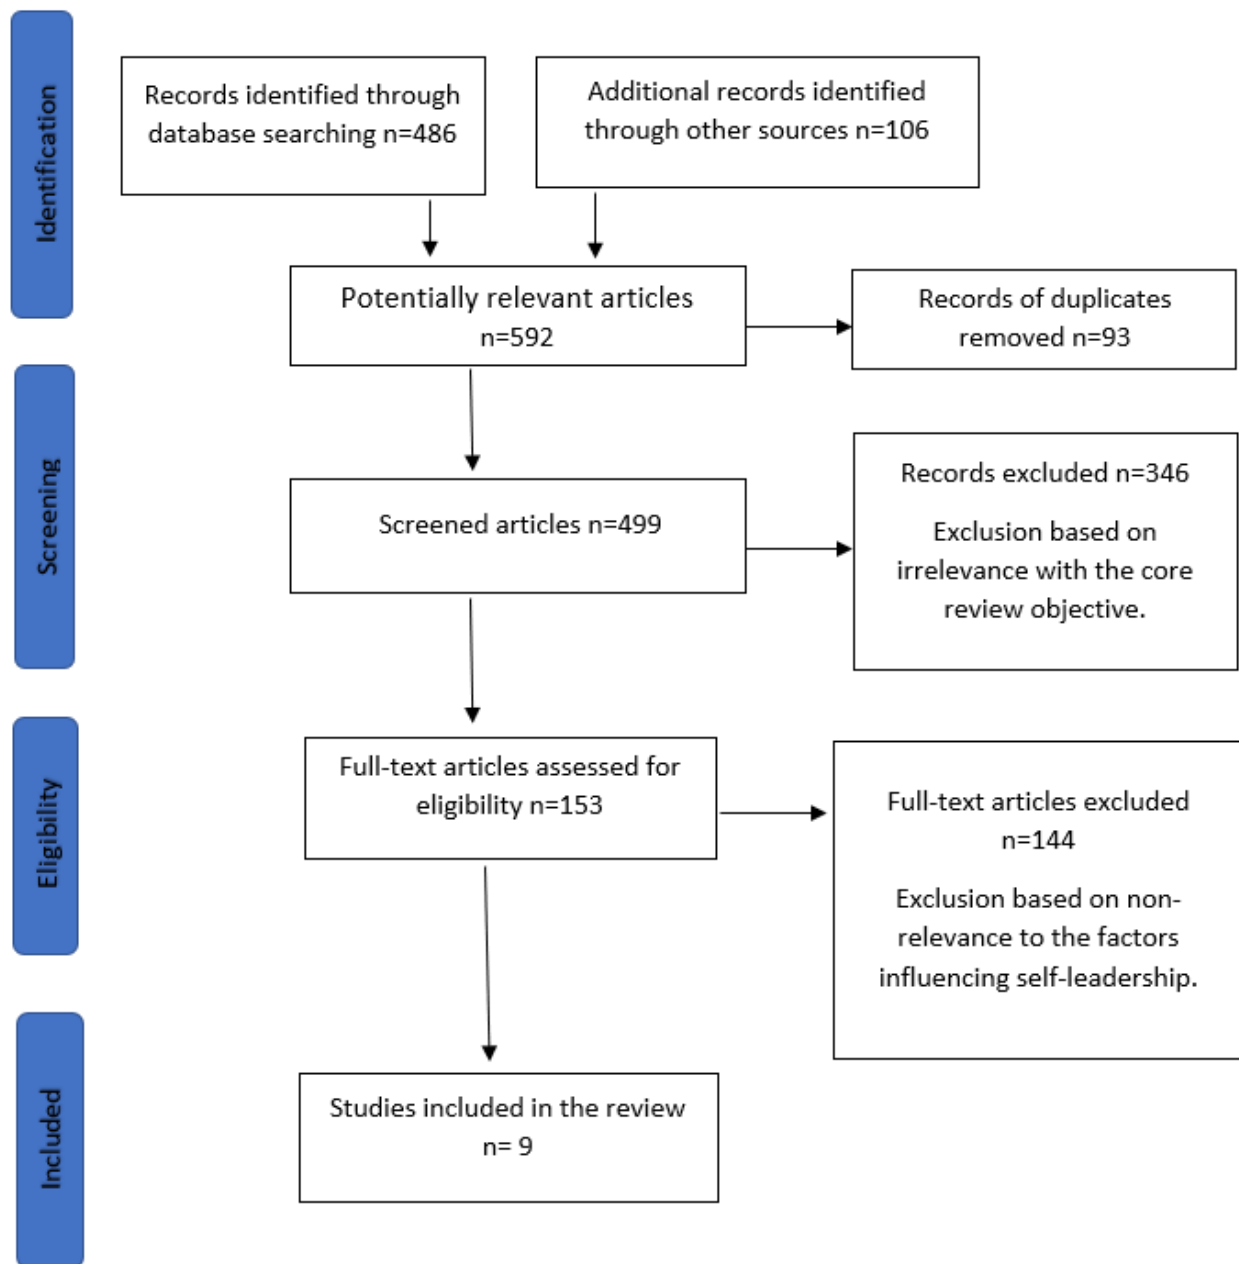 Identification
Records identified through
database searching n=486
Additional records identified
through other sources n=106
Potentially relevant articles
n=592
Records of duplicates
removed n=93
Screening
Screened articles n=499
Records excluded n=346
Exclusion based on
irrelevance with the core
review objective.
Eligibility
Full-text articles assessed for
eligibility n=153
Full-text articles excluded
n=144
Exclusion based on non-
relevance to the factors
influencing self-leadership.
Included
Studies included in the review
n= 9